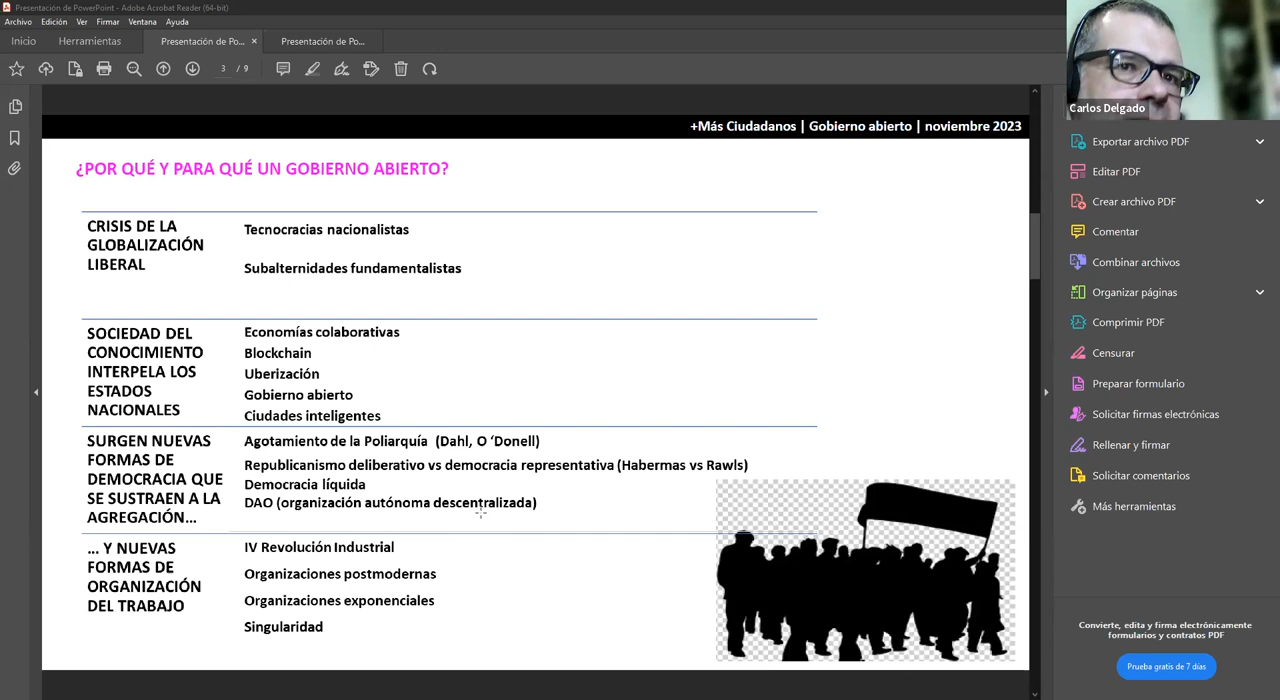 Presentación de PowerPoint - Adobe Acrobat Reader (64-bit)
Archivo Edición Ver Firmar Ventana Ayuda
Inicio Herramientas Presentación de Po... × Presentación de Po...
3 / 9
Carlos Delgado
+Más Ciudadanos | Gobierno abierto | noviembre 2023
¿POR QUÉ Y PARA QUÉ UN GOBIERNO ABIERTO?
CRISIS DE LA
GLOBALIZACIÓN
LIBERAL
Tecnocracias nacionalistas
Subalternidades fundamentalistas
SOCIEDAD DEL
CONOCIMIENTO
INTERPELA LOS
ESTADOS
NACIONALES
Economías colaborativas
Blockchain
Uberización
Gobierno abierto
Ciudades inteligentes
SURGEN NUEVAS
FORMAS DE
DEMOCRACIA QUE
SE SUSTRAEN A LA
AGREGACIÓN...
Agotamiento de la Poliarquía (Dahl, O ‘Donell)
Republicanismo deliberativo vs democracia representativa (Habermas vs Rawls)
Democracia líquida
DAO (organización autónoma descentralizada)
... Y NUEVAS
FORMAS DE
ORGANIZACIÓN
DEL TRABAJO
IV Revolución Industrial
Organizaciones postmodernas
Organizaciones exponenciales
Singularidad
Exportar archivo PDF
Editar PDF
Crear archivo PDF
Comentar
Combinar archivos
Organizar páginas
Comprimir PDF
Censurar
Preparar formulario
Solicitar firmas electrónicas
Rellenar y firmar
Solicitar comentarios
Más herramientas
Convierte, edita y firma electrónicamente
formularios y contratos PDF
Prueba gratis de 7 días